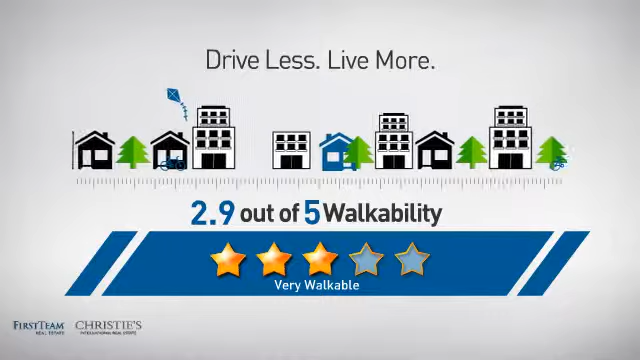 Drive Less. Live More.
2.9 out of 5 Walkability
Very Walkable
FIRSTTEAM
REAL ESTATE
CHRISTIE'S
INTERNATIONAL REAL ESTATE